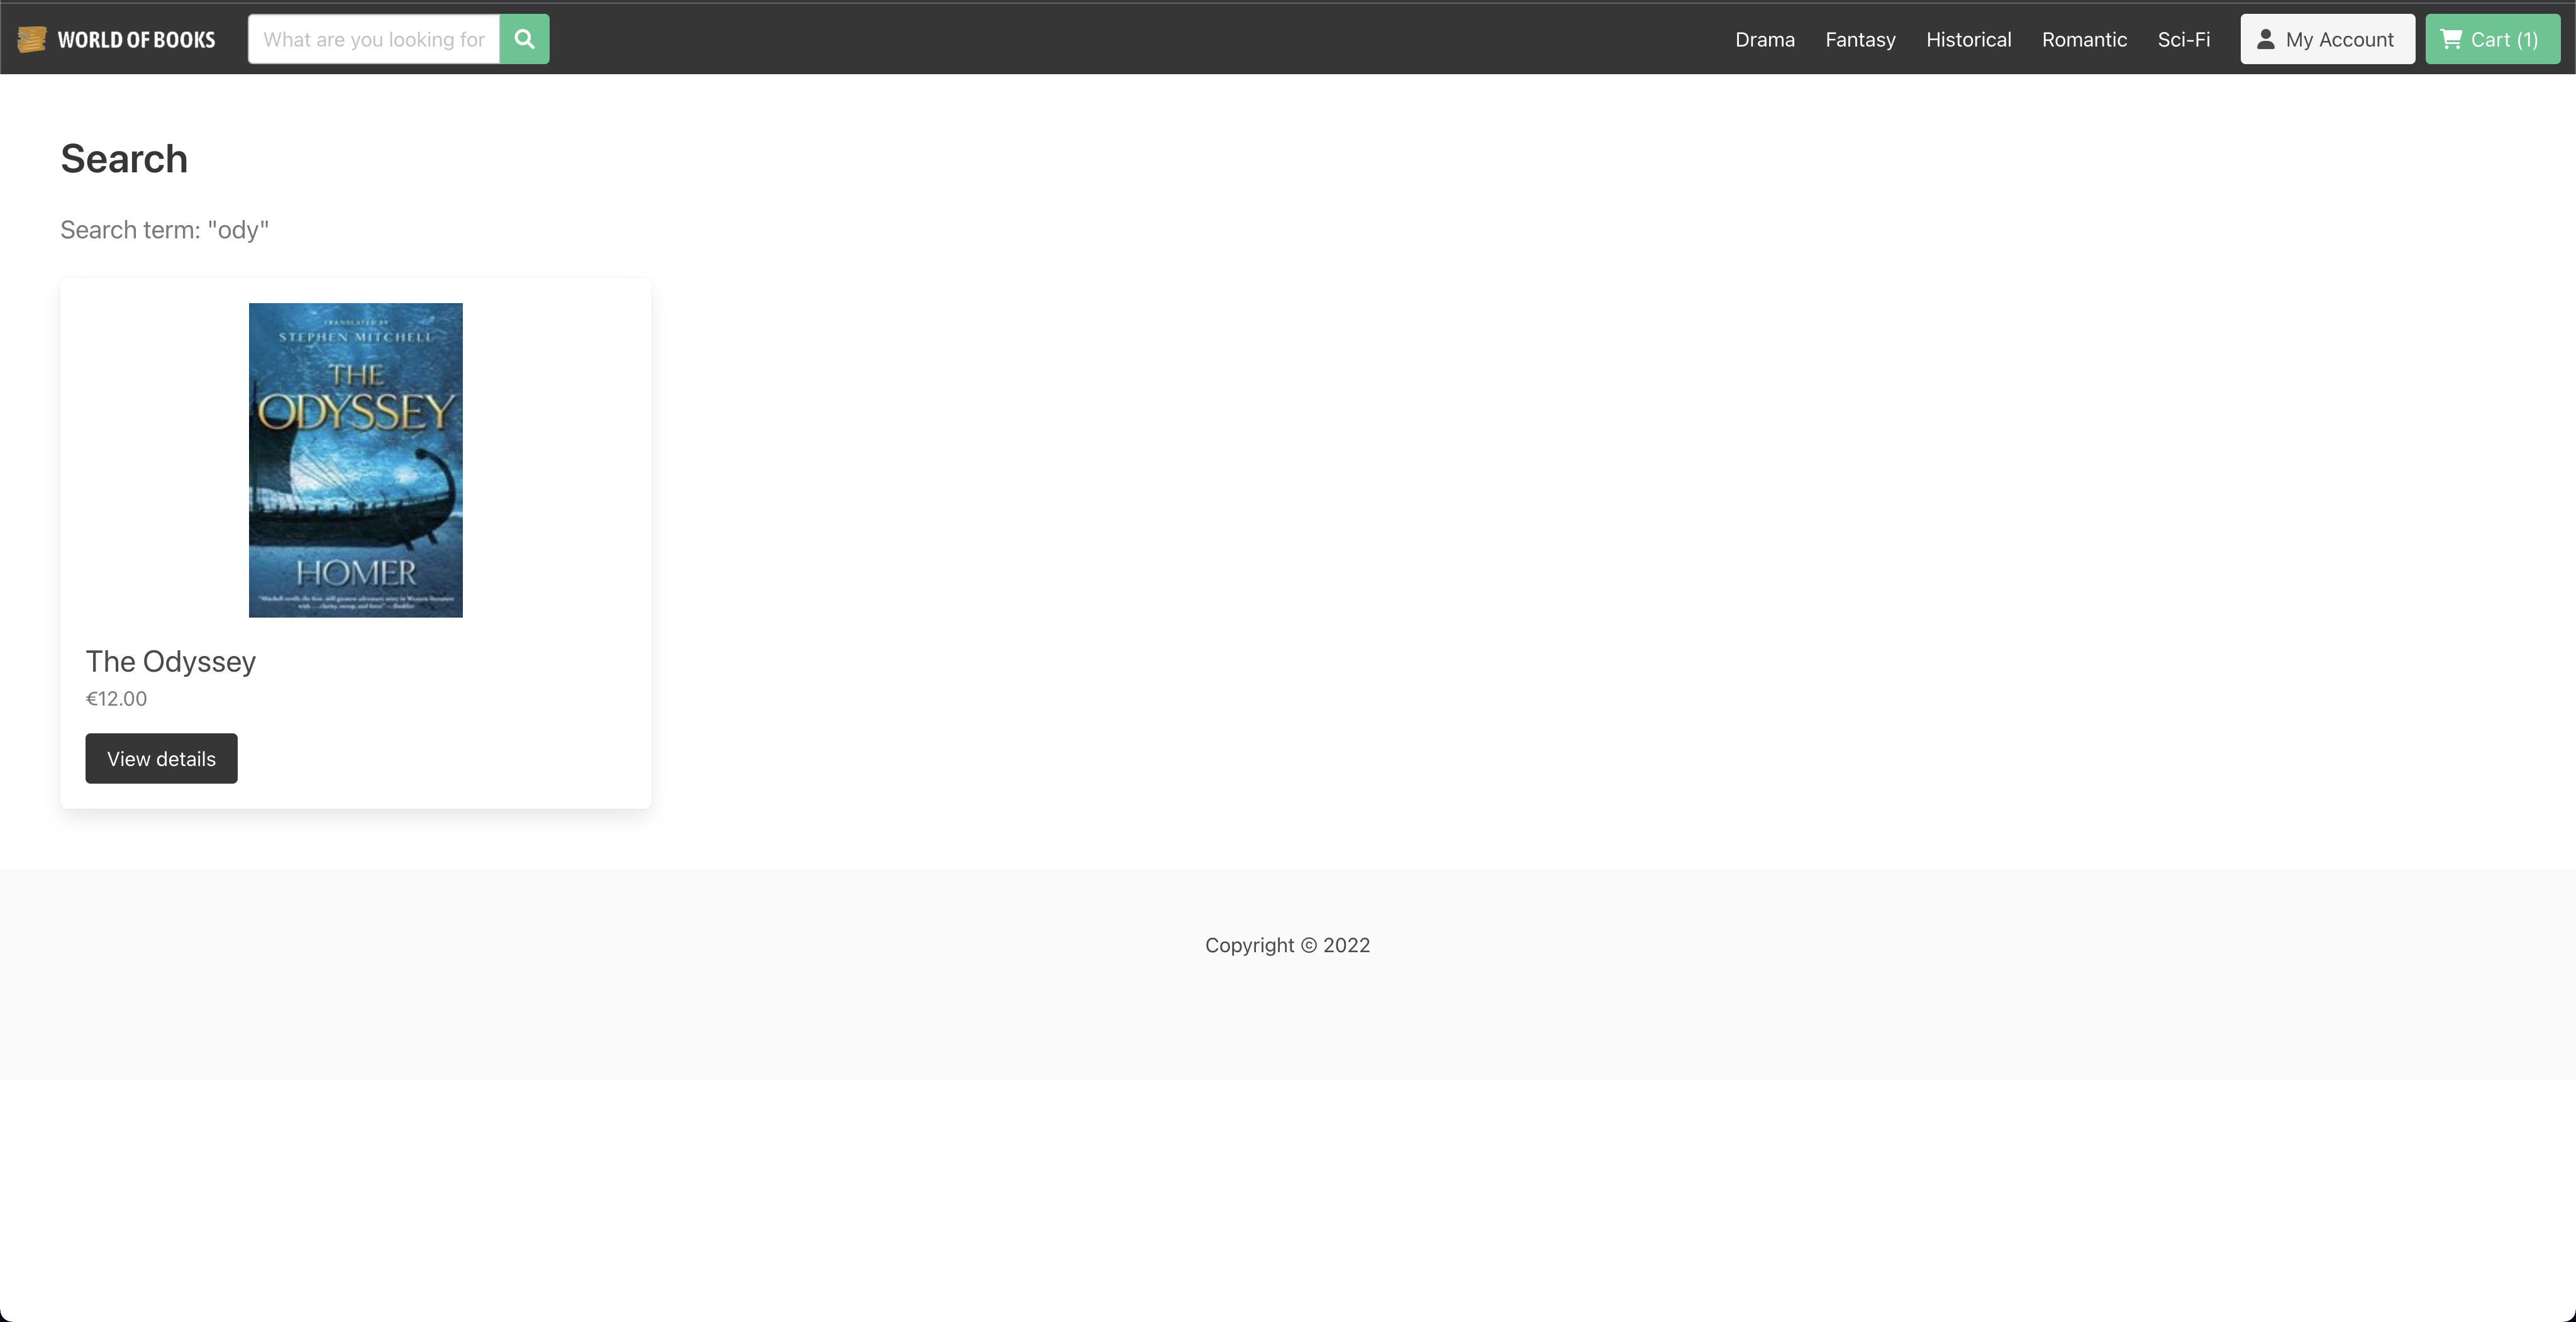 WORLD OF BOOKS
What are you looking for
Drama
Fantasy
Historical
Romantic
Sci-Fi
My Account
Cart (1)
Search
Search term: "ody"
TRANSLATED BY
STEPHEN MITCHELL
THE
ODYSSEY
HOMER
The Odyssey
€12.00
View details
Copyright © 2022